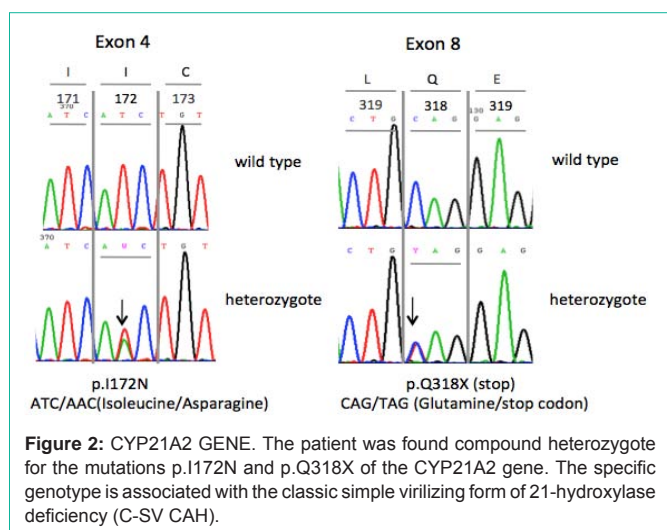 Exon 4
Exon 8
I I C
171 172 173
370
A T C A T C T G T
wild type
370
A T C A W C T G T
heterozygote
p.I172N
ATC/AAC(Isoleucine/Asparagine)
L Q E
319 318 319
130
C T G C A G G A G
wild type
C T G Y A G G A G
heterozygote
p.Q318X (stop)
CAG/TAG (Glutamine/stop codon)
Figure 2: CYP21A2 GENE. The patient was found compound heterozygote
for the mutations p.I172N and p.Q318X of the CYP21A2 gene. The specific
genotype is associated with the classic simple virilizing form of 21-hydroxylase
deficiency (C-SV CAH).